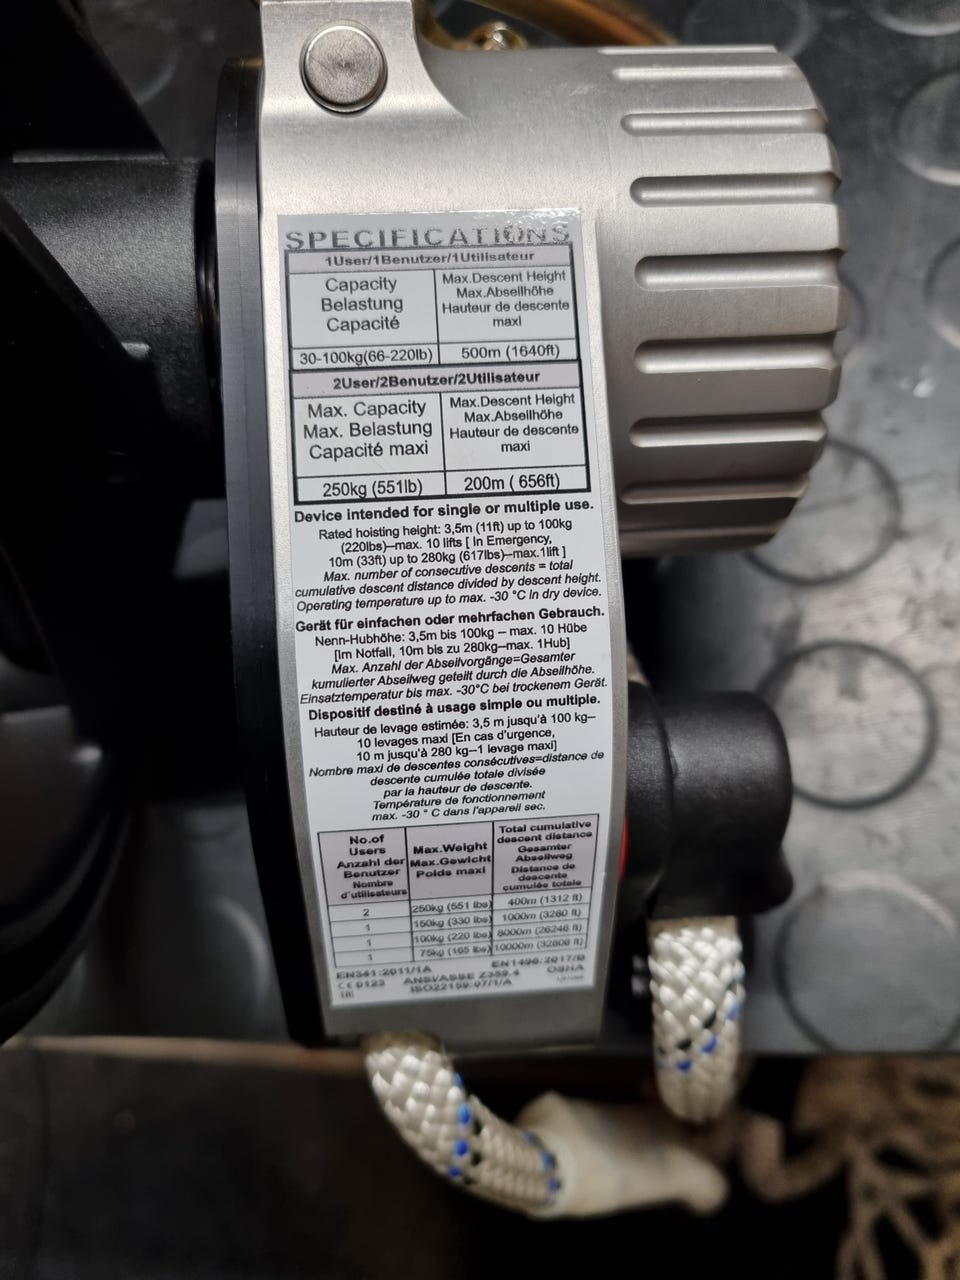 SPECIFICATIONS
1User/1Benutzer/1Utilisateur
Capacity
Belastung
Capacité
Max.Descent Height
Max.Abseilhöhe
Hauteur de descente
maxi
30-100kg(66-220lb)
500m (1640ft)
2User/2Benutzer/2Utilisateur
Max. Capacity
Max. Belastung
Capacité maxi
Max.Descent Height
Max.Abseilhöhe
Hauteur de descente
maxi
250kg (551lb)
200m ( 656ft)
Device intended for single or multiple use.
Rated hoisting height: 3,5m (11ft) up to 100kg
(220lbs)–max. 10 lifts [ In Emergency,
10m (33ft) up to 280kg (617lbs)–max.1lift ]
Max. number of consecutive descents = total
cumulative descent distance divided by descent height.
Operating temperature up to max. -30 °C in dry device.
Gerät für einfachen oder mehrfachen Gebrauch.
Nenn-Hubhöhe: 3,5m bis 100kg – max. 10 Hübe
[Im Notfall, 10m bis zu 280kg–max. 1Hub]
Max. Anzahl der Abseilvorgänge=Gesamter
kumulierter Abseilweg geteilt durch die Abseilhöhe.
Einsatztemperatur bis max. -30°C bei trockenem Gerät.
Dispositif destiné à usage simple ou multiple.
Hauteur de levage estimée: 3,5 m jusqu'à 100 kg–
10 levages maxi [En cas d'urgence,
10 m jusqu'à 280 kg–1 levage maxi]
Nombre maxi de descentes consécutives=distance de
descente cumulée totale divisée
par la hauteur de descente.
Température de fonctionnement
max. -30 ° C dans l'appareil sec.
No.of
Users
Anzahl der
Benutzer
Nombre
d'utilisateurs
Max.Weight
Max.Gewicht
Poids maxi
Total cumulative
descent distance
Gesamter
Abseilweg
Distance de
descente
cumulée totale
2 250kg (551 lbs) 400m (1312 ft)
1 150kg (330 lbs) 1000m (3280 ft)
1 100kg (220 lbs) 8000m (26246 ft)
1 75kg (165 lbs) 10000m (32808 ft)
EN341:2011/1A EN1496:2017/B
CE 0123 ANSI/ASSE Z359.4 OSHA
ISO22159:07/1/A